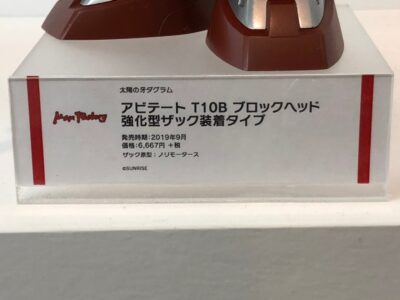 太陽の牙ダグラム
Max Factory
アビテート T10B ブロックヘッド
強化型ザック装着タイプ
発売時期：2019年9月
価格：6,667円 +税
ザック原型：ノリモータース
©SUNRISE